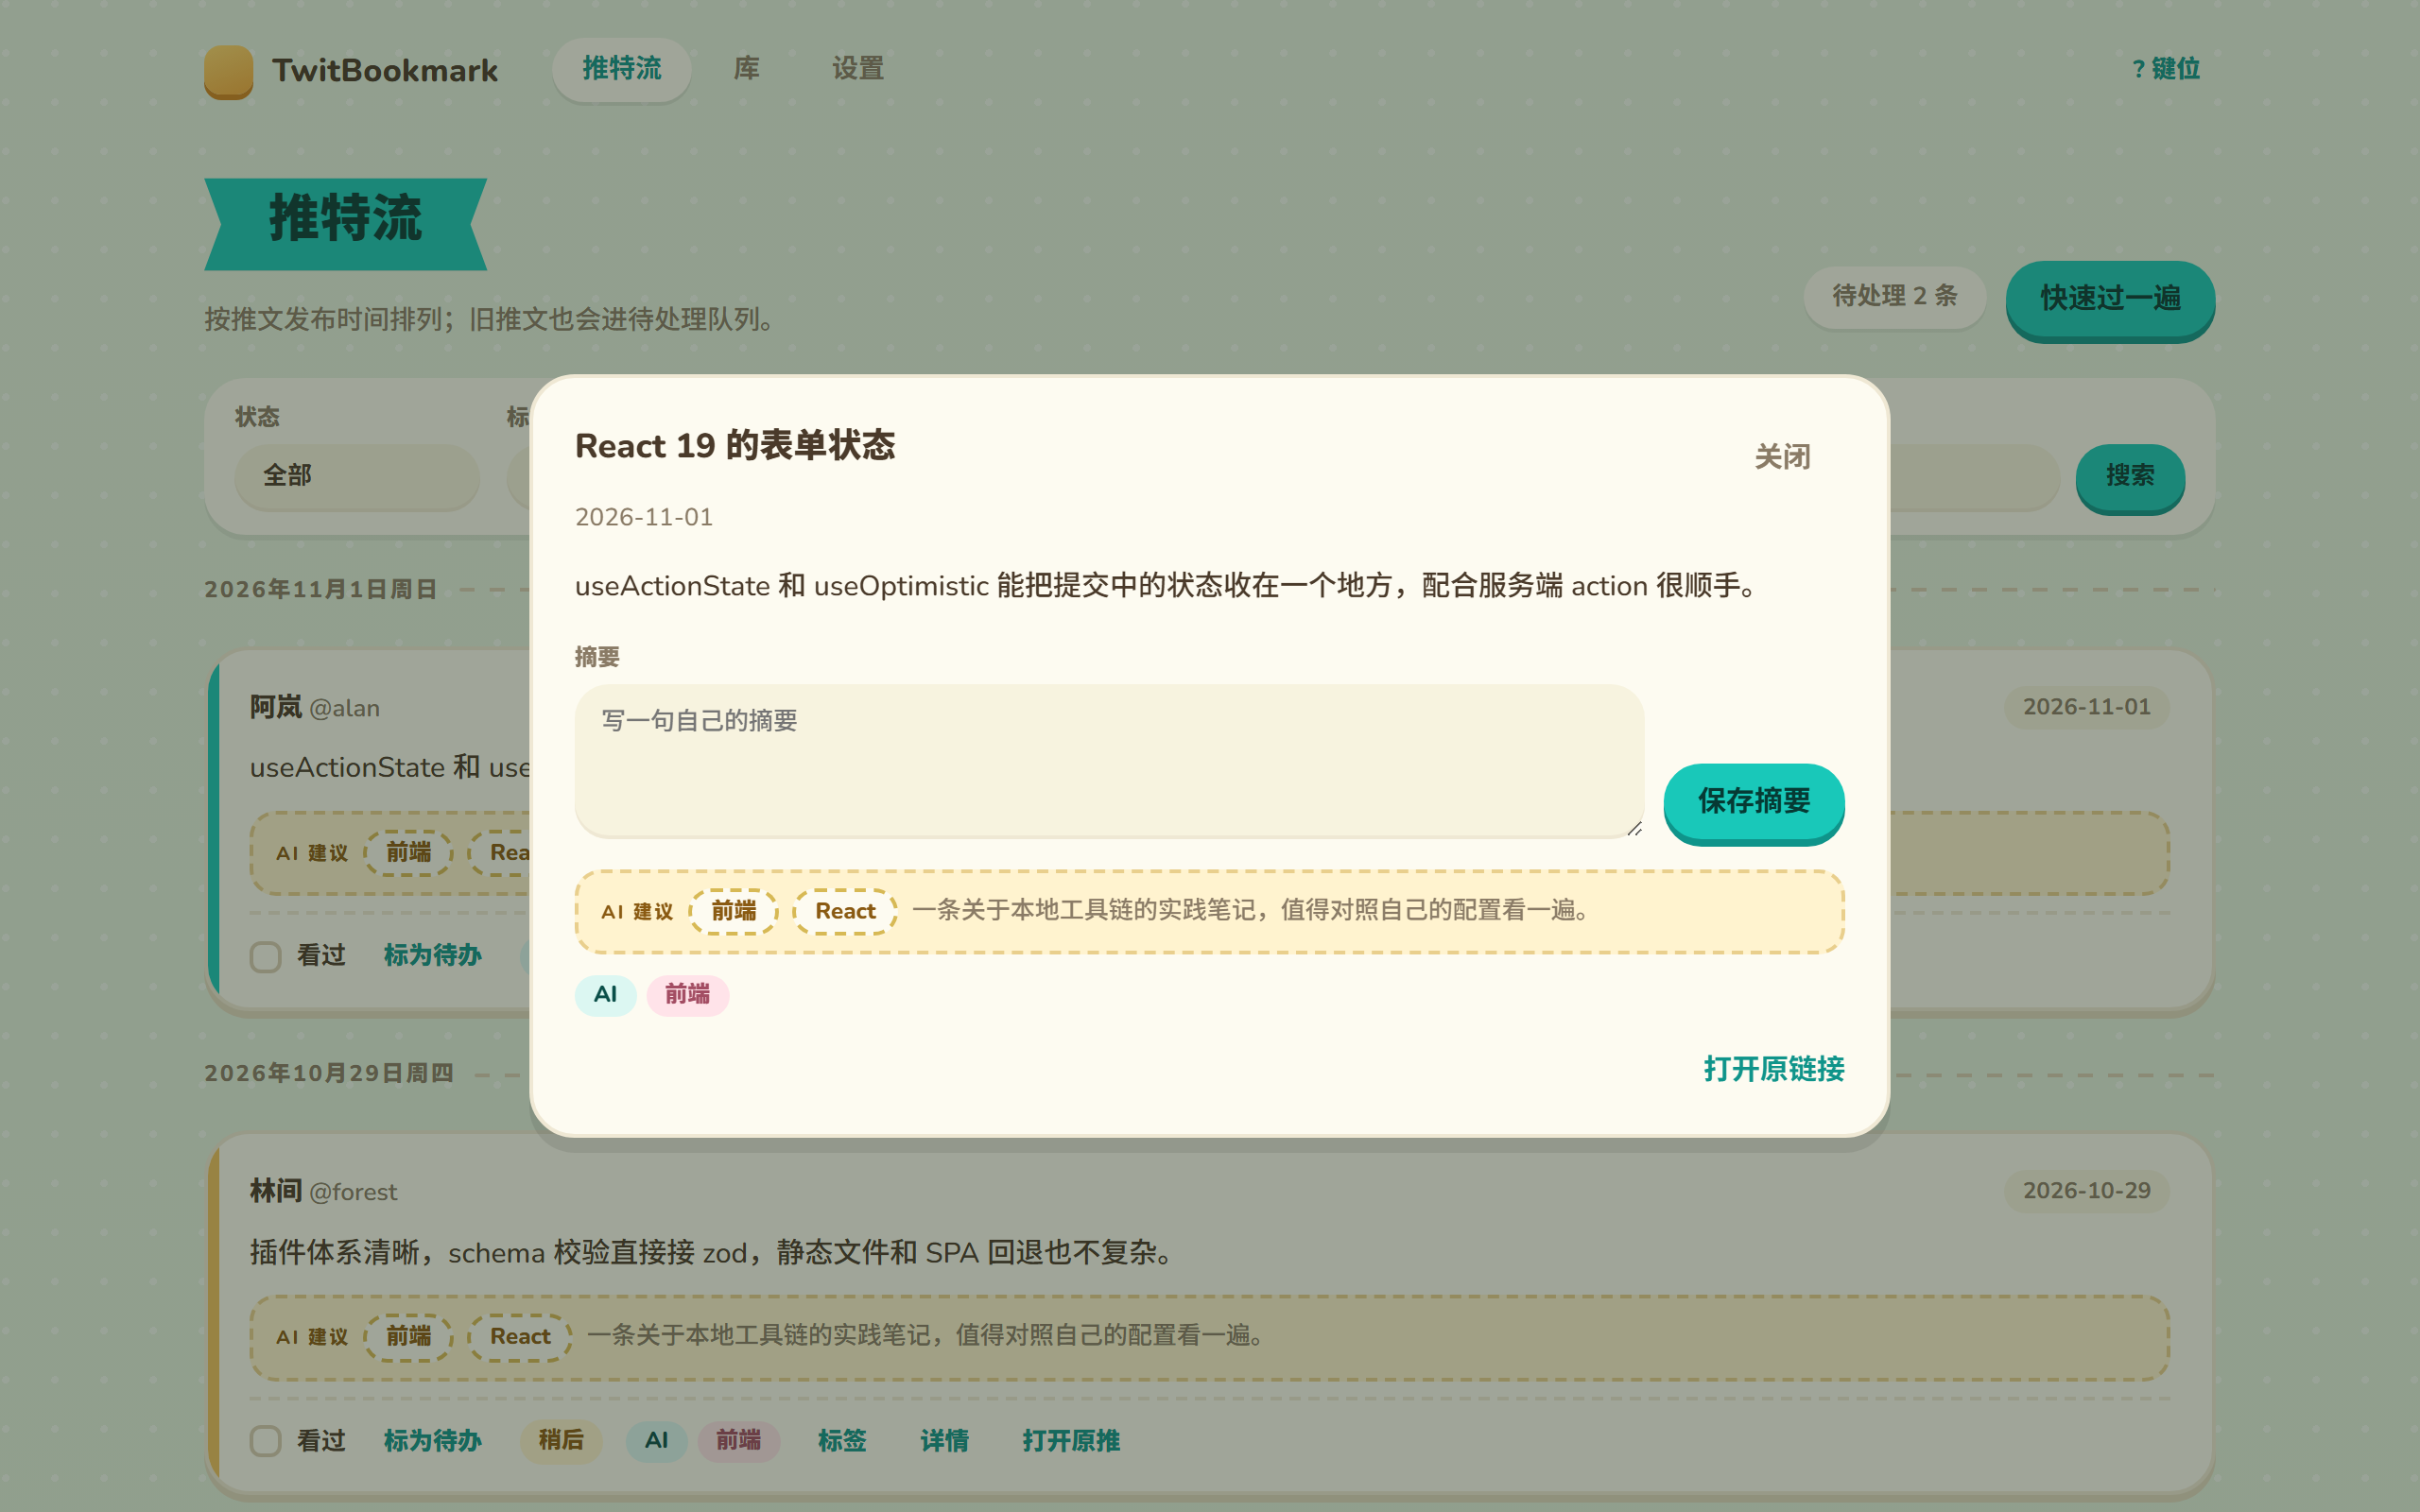 TwitBookmark 推特流 库 设置 ? 键位
推特流
按推文发布时间排列；旧推文也会进待处理队列。
待处理 2 条 快速过一遍
状态 标
全部 搜索
React 19 的表单状态 关闭
2026-11-01
useActionState 和 useOptimistic 能把提交中的状态收在一个地方，配合服务端 action 很顺手。
摘要
写一句自己的摘要
保存摘要
AI 建议 前端 React 一条关于本地工具链的实践笔记，值得对照自己的配置看一遍。
AI 前端
打开原链接
2026年11月1日周日
阿岚 @alan 2026-11-01
useActionState 和 use
AI 建议 前端 Rea
看过 标为待办
2026年10月29日周四
林间 @forest 2026-10-29
插件体系清晰，schema 校验直接接 zod，静态文件和 SPA 回退也不复杂。
AI 建议 前端 React 一条关于本地工具链的实践笔记，值得对照自己的配置看一遍。
看过 标为待办 稍后 AI 前端 标签 详情 打开原推